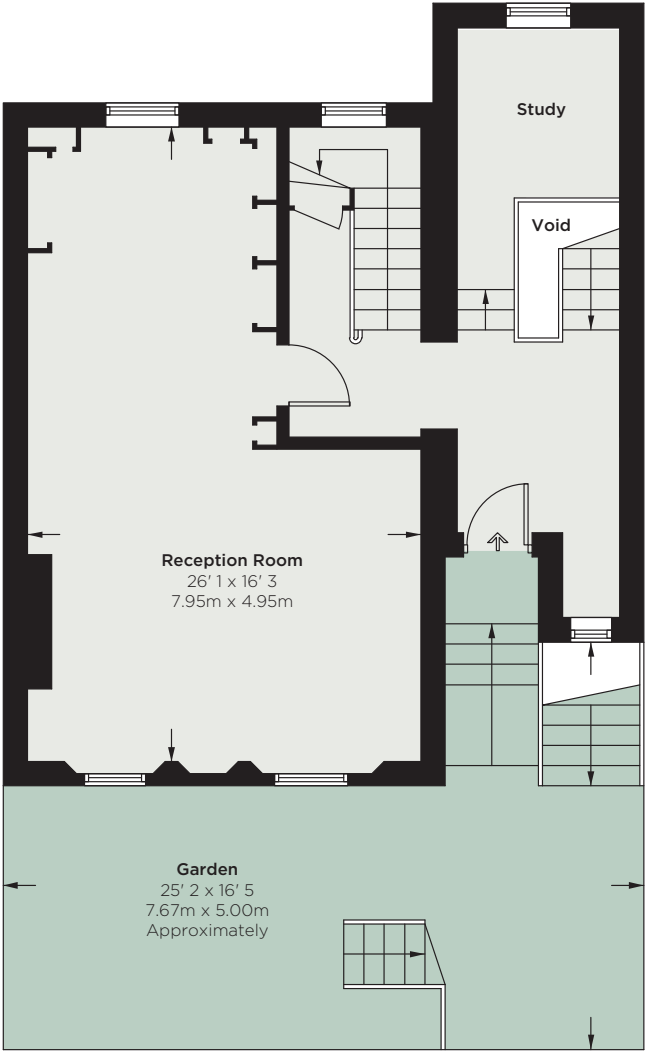 Study
Void
Reception Room
26' 1 x 16' 3
7.95m x 4.95m
Garden
25' 2 x 16' 5
7.67m x 5.00m
Approximately